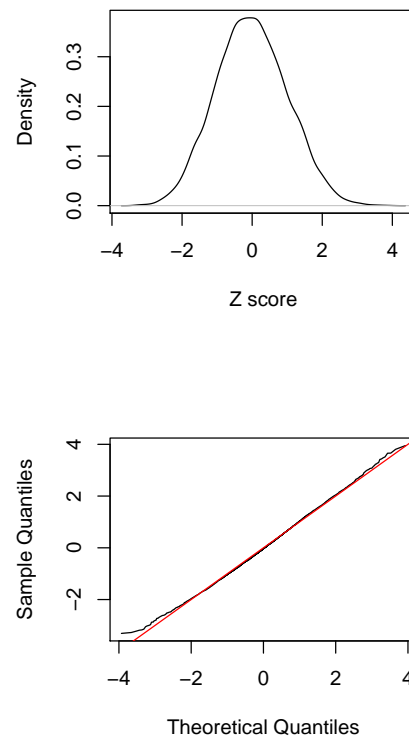 Density
0.0 0.1 0.2 0.3
−4 −2 0 2 4
Z score
Sample Quantiles
−2 0 2 4
−4 −2 0 2 4
Theoretical Quantiles